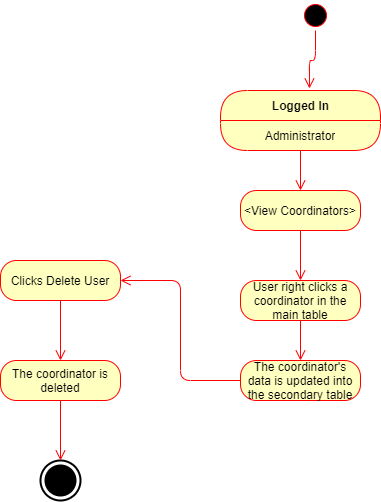 Logged In
Administrator
<View Coordinators>
User right clicks a
coordinator in the
main table
The coordinator's
data is updated into
the secondary table
Clicks Delete User
The coordinator is
deleted